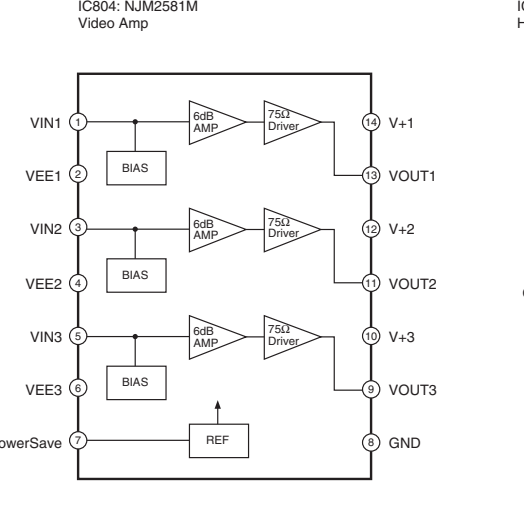 IC804: NJM2581M
Video Amp
VIN1 1
6dB
AMP
75Ω
Driver
14 V+1
BIAS
VEE1 2
13 VOUT1
VIN2 3
6dB
AMP
75Ω
Driver
12 V+2
BIAS
VEE2 4
11 VOUT2
VIN3 5
6dB
AMP
75Ω
Driver
10 V+3
BIAS
VEE3 6
9 VOUT3
owerSave 7
REF
8 GND